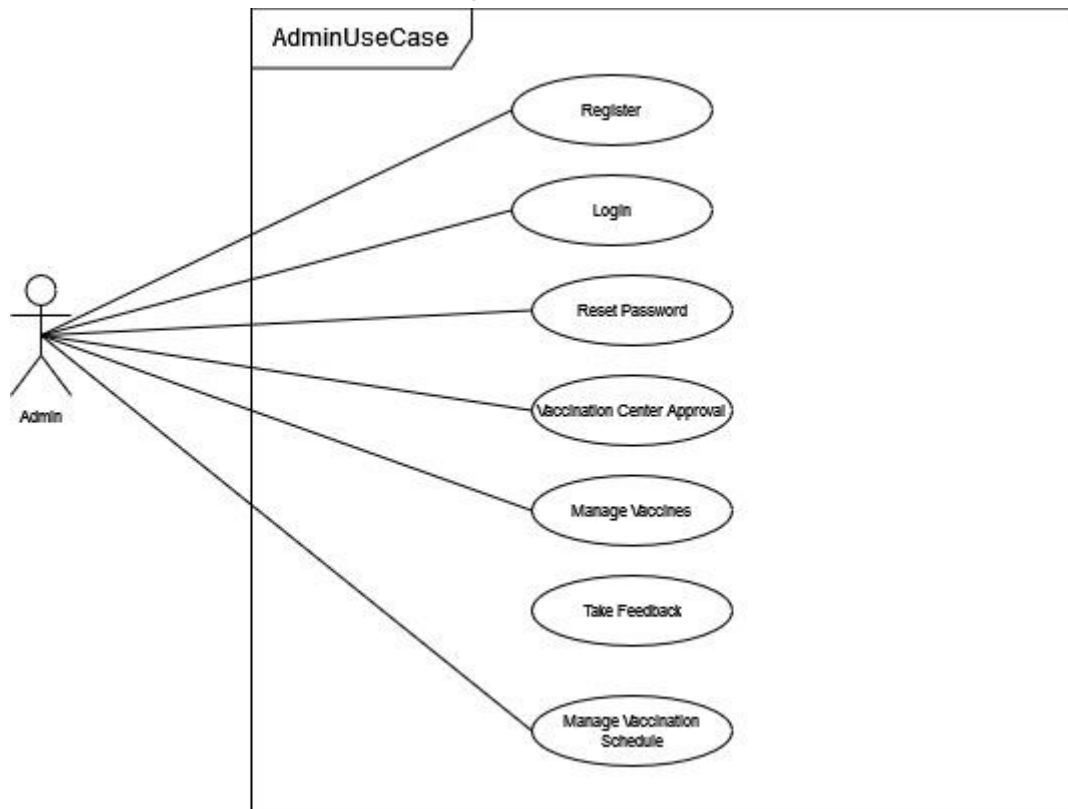 AdminUseCase
Register
Login
Reset Password
Admin
Vaccination Center Approval
Manage Vaccines
Take Feedback
Manage Vaccination
Schedule